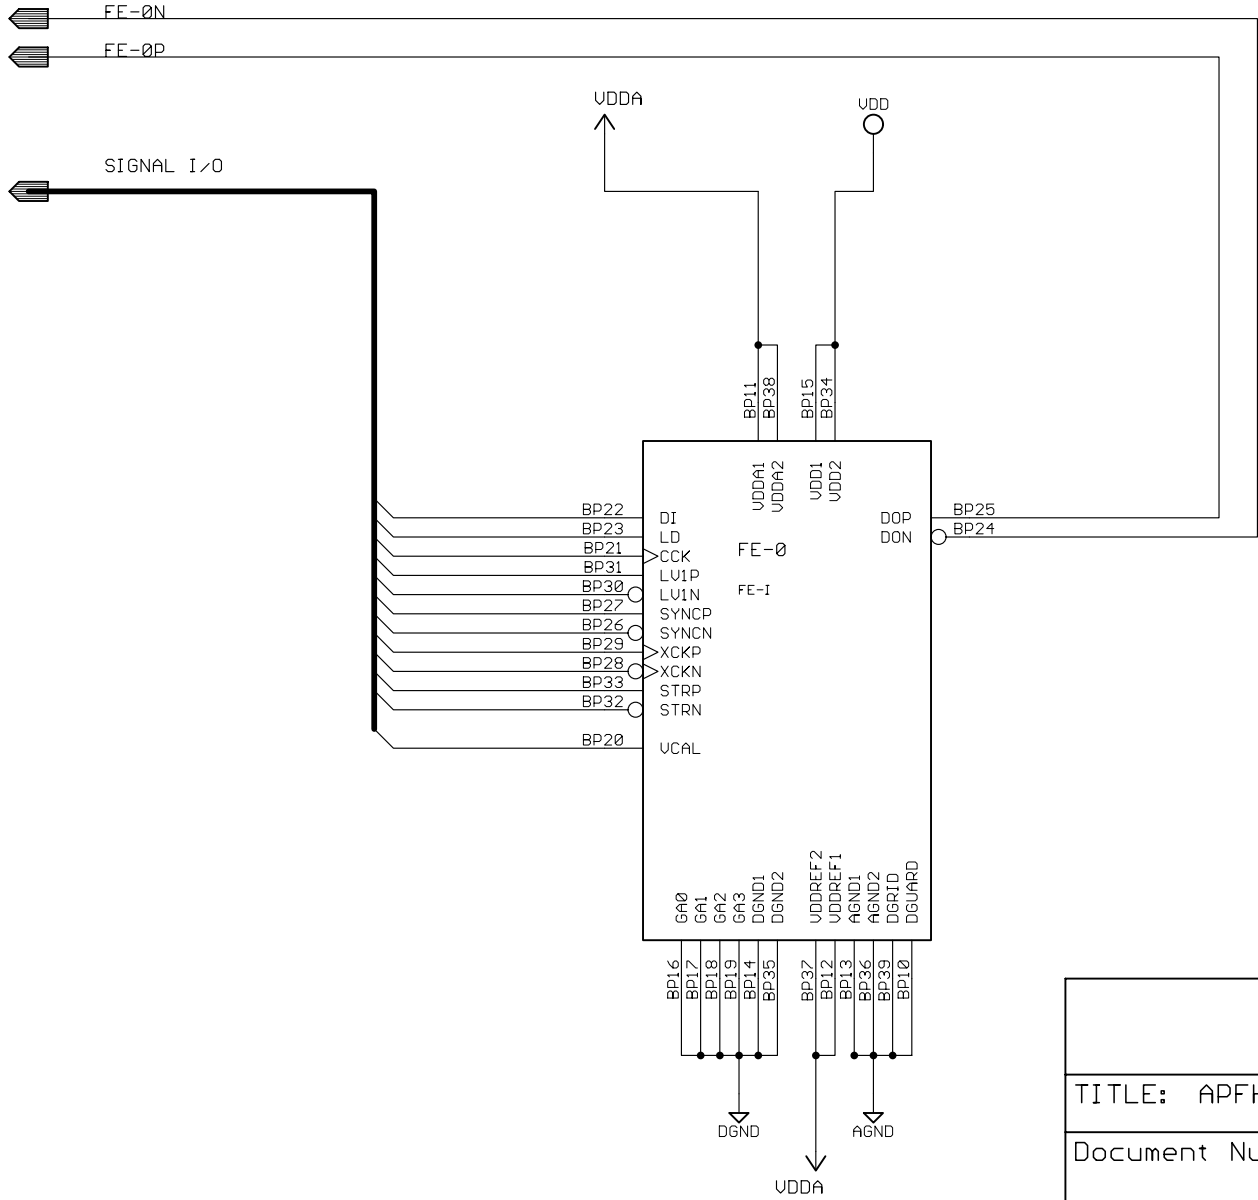 FE-0N
FE-0P
VDDA
VDD
SIGNAL I/O
BP11
BP38
BP15
BP34
VDDA1
VDDA2
VDD1
VDD2
BP22
DI
DOP
BP25
BP23
LD
DON
BP24
BP21
CCK
FE-0
BP31
LV1P
BP30
LV1N
FE-I
BP27
SYNCP
BP26
SYNCN
BP29
XCKP
BP28
XCKN
BP33
STRP
BP32
STRN
BP20
VCAL
GA0
GA1
GA2
GA3
DGND1
DGND2
VDDREF2
VDDREF1
AGND1
AGND2
DGRID
DGUARD
BP16
BP17
BP18
BP19
BP14
BP35
BP37
BP12
BP13
BP36
BP39
BP10
DGND
AGND
VDDA
TITLE: APF
Document Nu